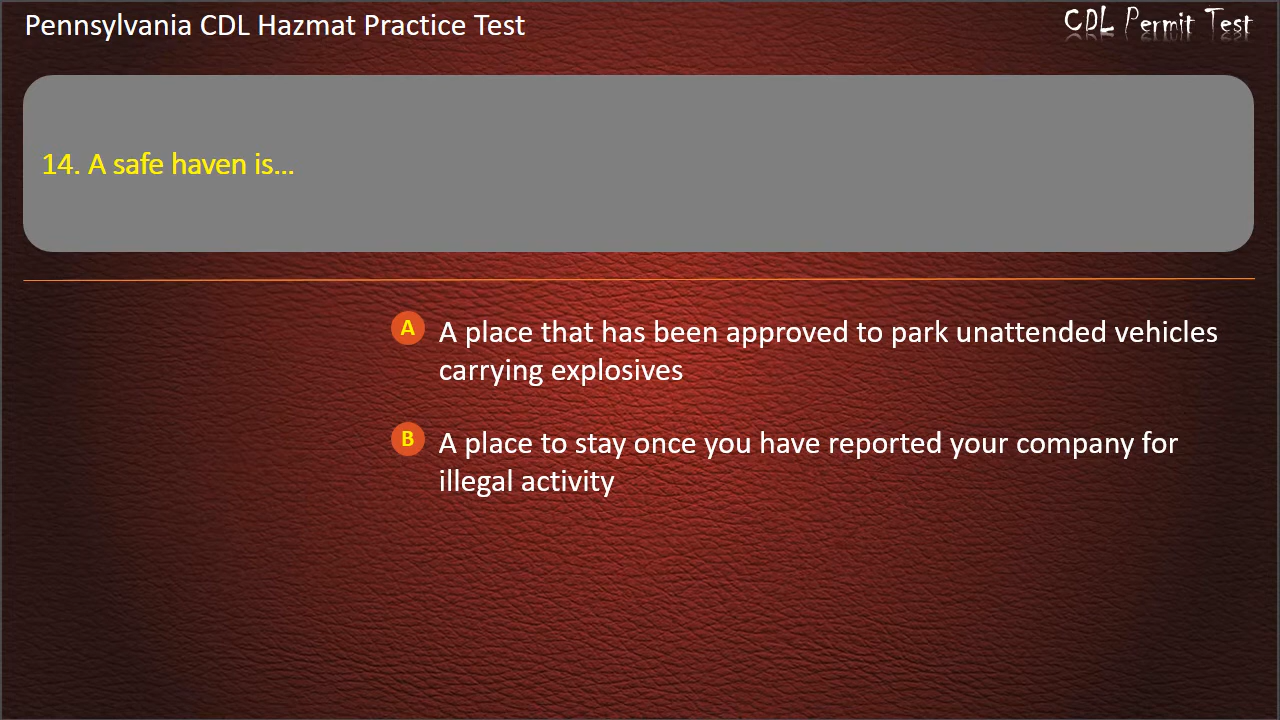 Pennsylvania CDL Hazmat Practice Test
CDL Permit Test
14. A safe haven is...
A A place that has been approved to park unattended vehicles
carrying explosives
B A place to stay once you have reported your company for
illegal activity